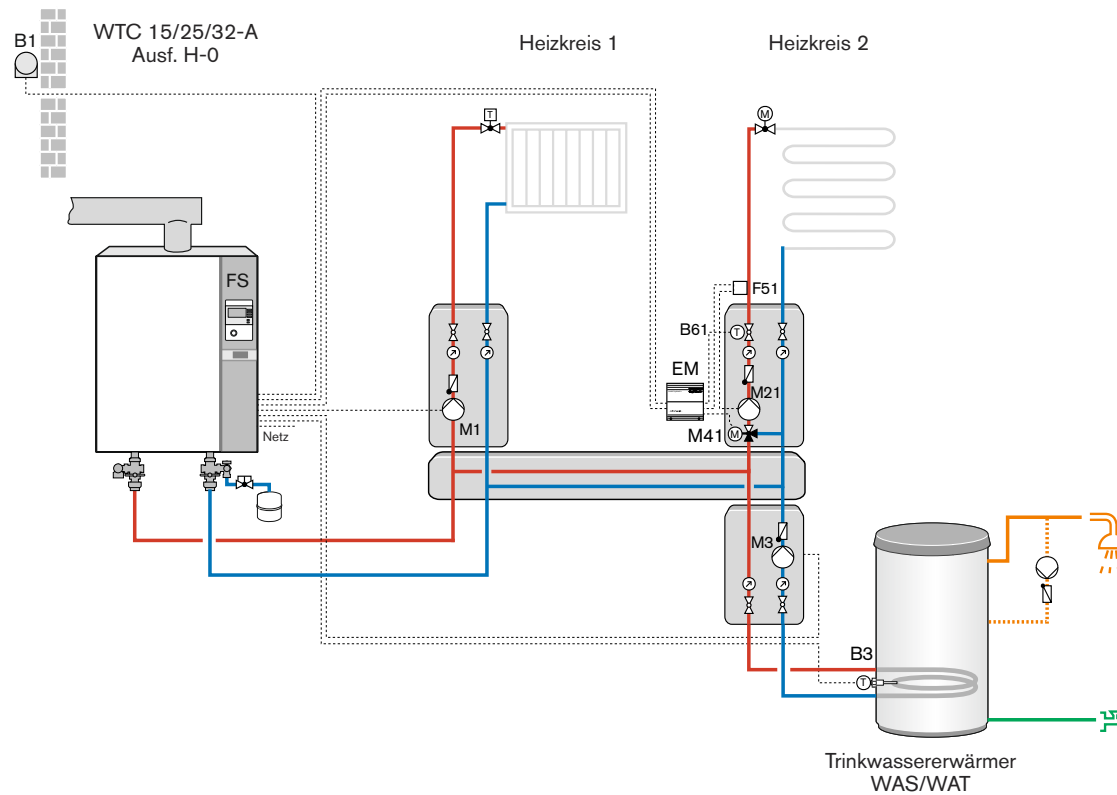 WTC 15/25/32-A
Ausf. H-0
Heizkreis 1
Heizkreis 2
B1
T
M
FS
F51
B61
T
EM
M21
M1
M41
M
Netz
M3
B3
T
Trinkwassererwärmer
WAS/WAT